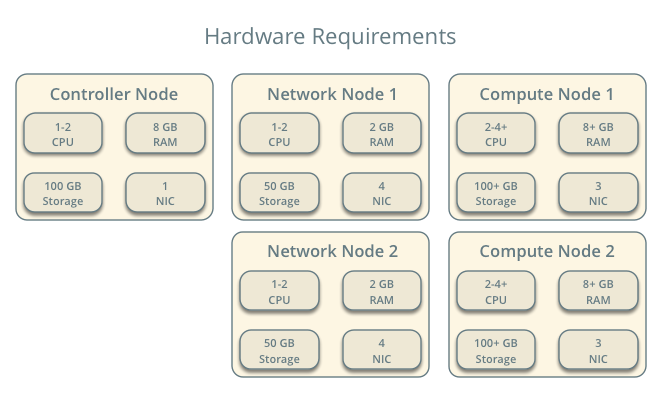 Hardware Requirements
Controller Node
1-2
CPU
8 GB
RAM
100 GB
Storage
1
NIC
Network Node 1
1-2
CPU
2 GB
RAM
50 GB
Storage
4
NIC
Compute Node 1
2-4+
CPU
8+ GB
RAM
100+ GB
Storage
3
NIC
Network Node 2
1-2
CPU
2 GB
RAM
50 GB
Storage
4
NIC
Compute Node 2
2-4+
CPU
8+ GB
RAM
100+ GB
Storage
3
NIC